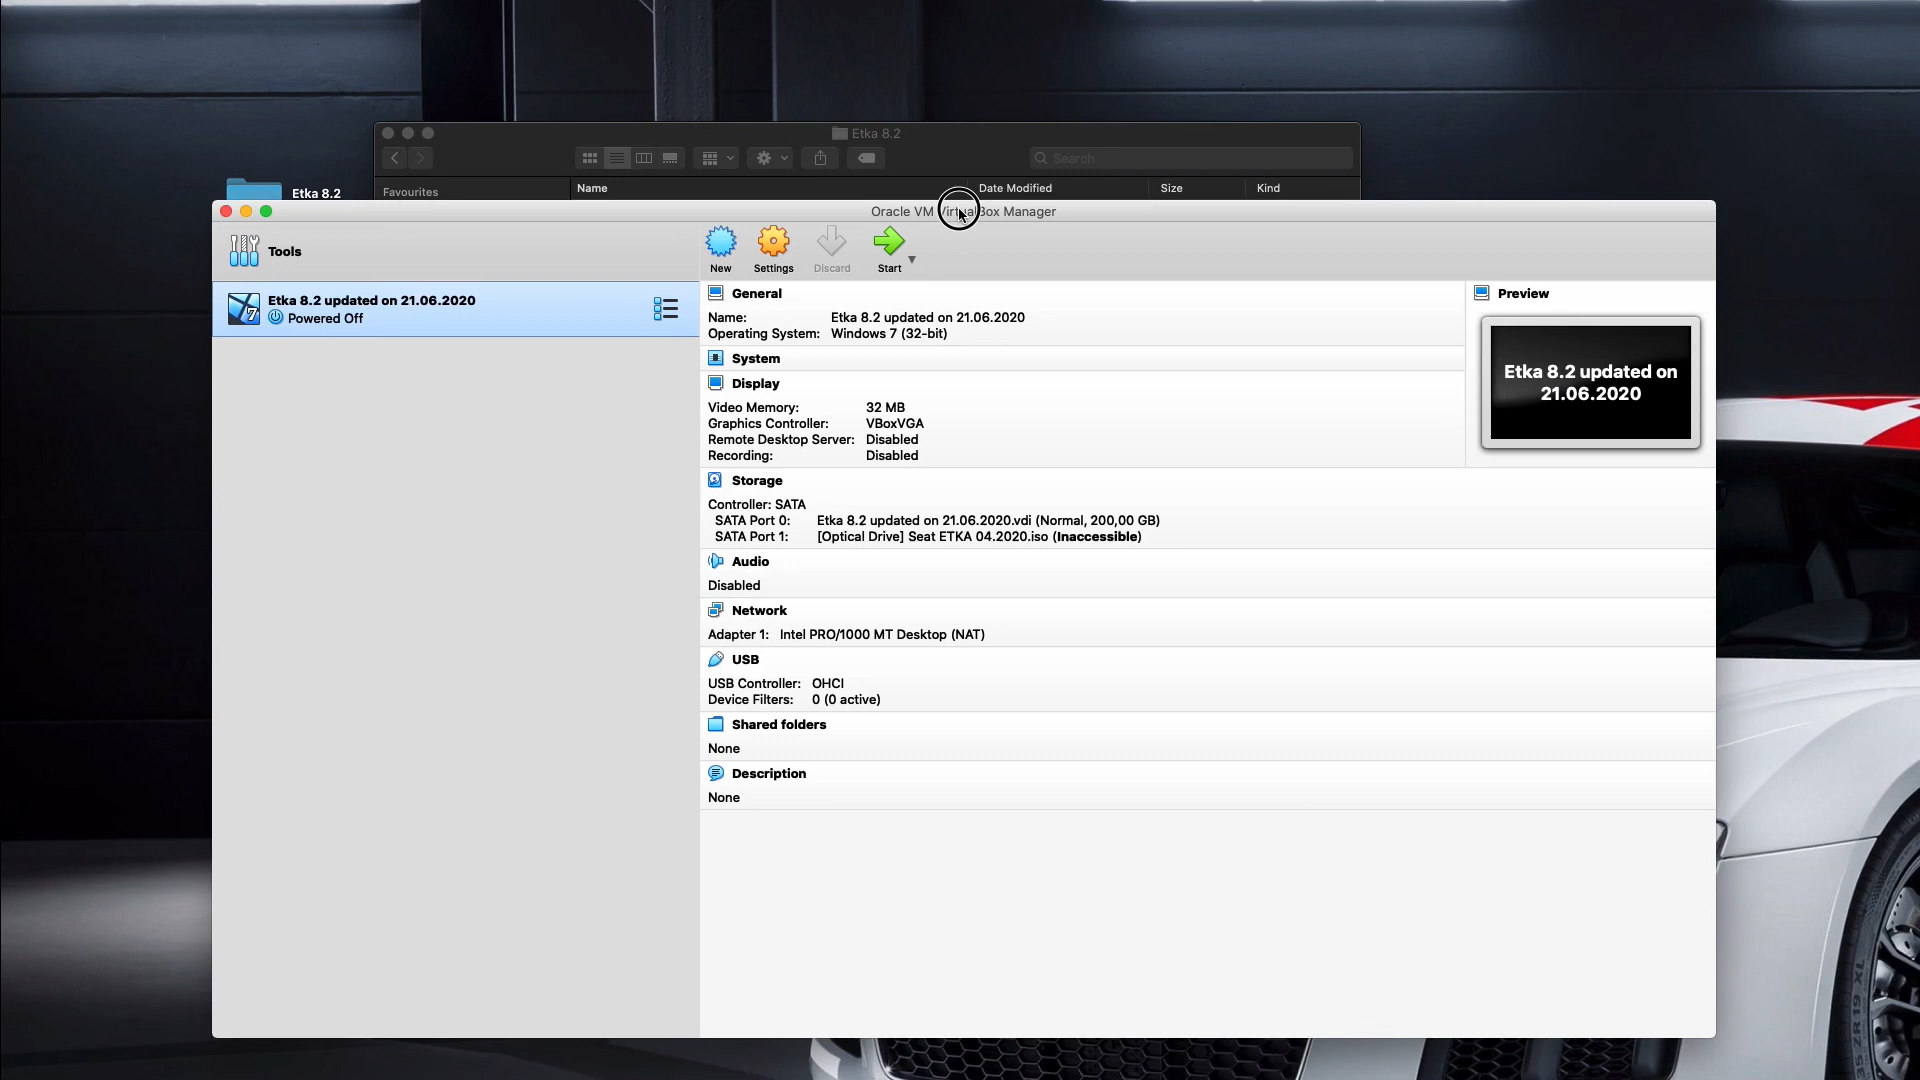 Etka 8.2
Search
Favourites
Name
Date Modified
Size
Kind
Etka 8.2
Oracle VM VirtualBox Manager
Tools
New
Settings
Discard
Start
Etka 8.2 updated on 21.06.2020
Powered Off
General
Name: Etka 8.2 updated on 21.06.2020
Operating System: Windows 7 (32-bit)
System
Display
Video Memory: 32 MB
Graphics Controller: VBoxVGA
Remote Desktop Server: Disabled
Recording: Disabled
Storage
Controller: SATA
SATA Port 0: Etka 8.2 updated on 21.06.2020.vdi (Normal, 200,00 GB)
SATA Port 1: [Optical Drive] Seat ETKA 04.2020.iso (Inaccessible)
Audio
Disabled
Network
Adapter 1: Intel PRO/1000 MT Desktop (NAT)
USB
USB Controller: OHCI
Device Filters: 0 (0 active)
Shared folders
None
Description
None
Preview
Etka 8.2 updated on
21.06.2020